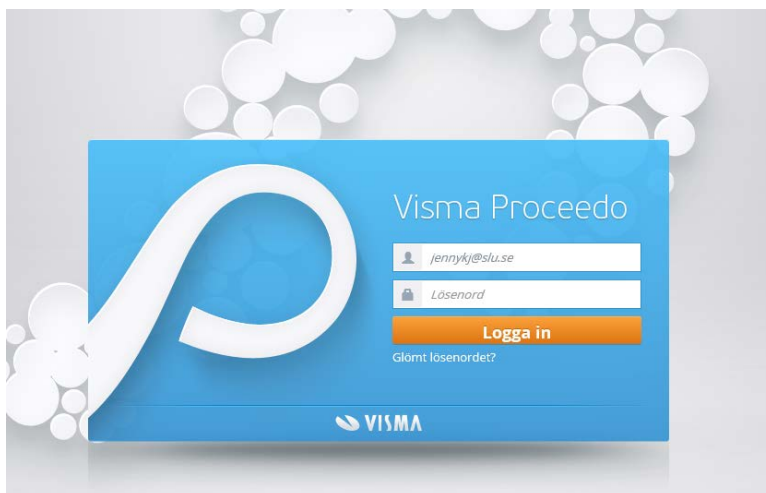 Visma Proceedo
jennykj@slu.se
Lösenord
Logga in
Glömt lösenordet?
VISMA